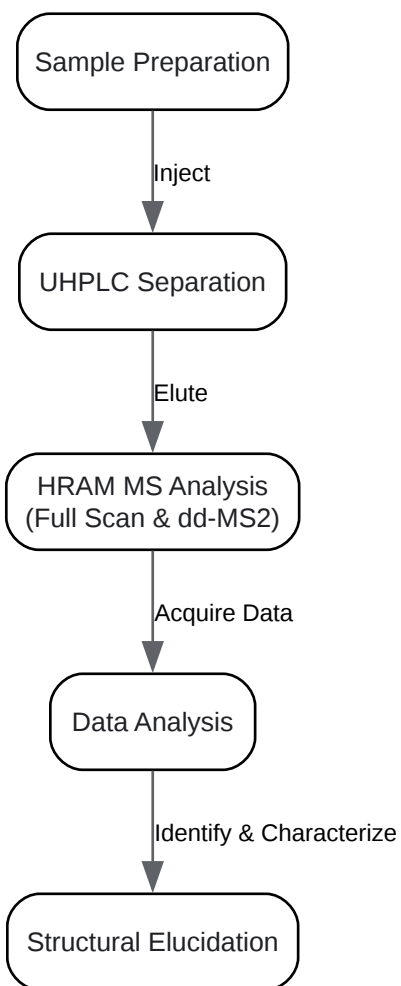 Sample Preparation
Inject
UHPLC Separation
Elute
HRAM MS Analysis
(Full Scan & dd-MS2)
Acquire Data
Data Analysis
Identify & Characterize
Structural Elucidation